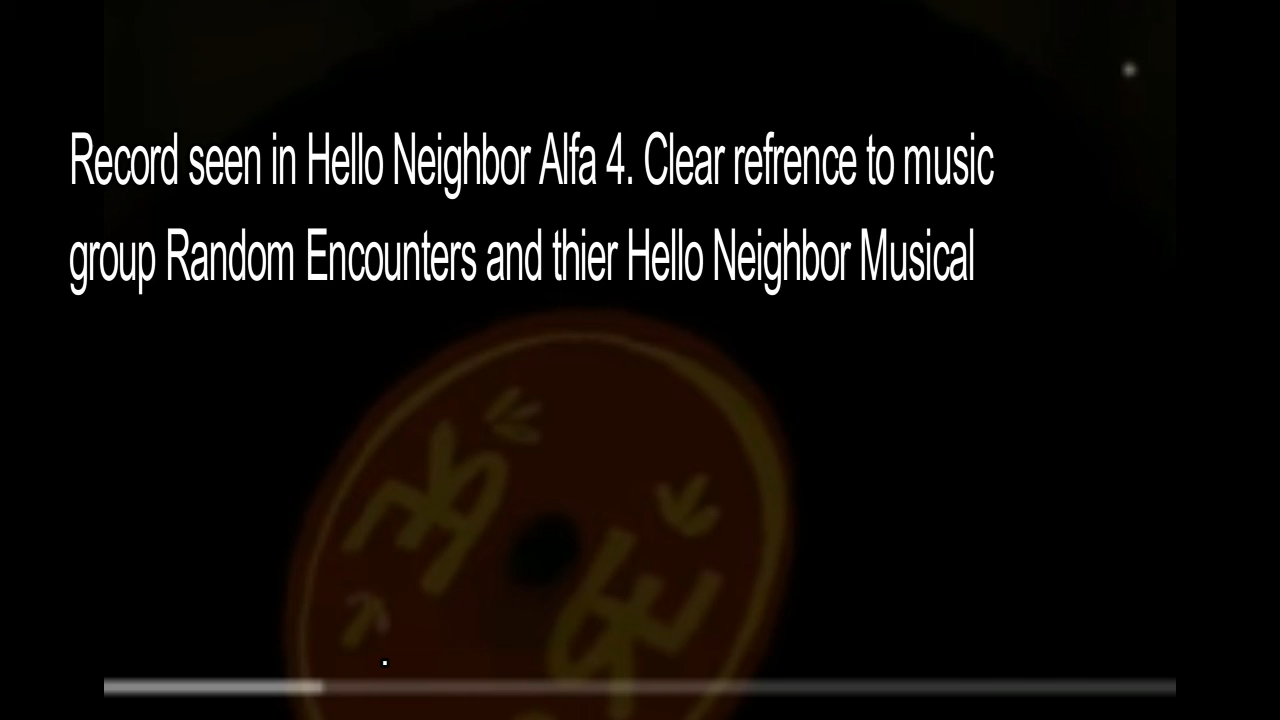 Record seen in Hello Neighbor Alfa 4. Clear refrence to music
group Random Encounters and thier Hello Neighbor Musical